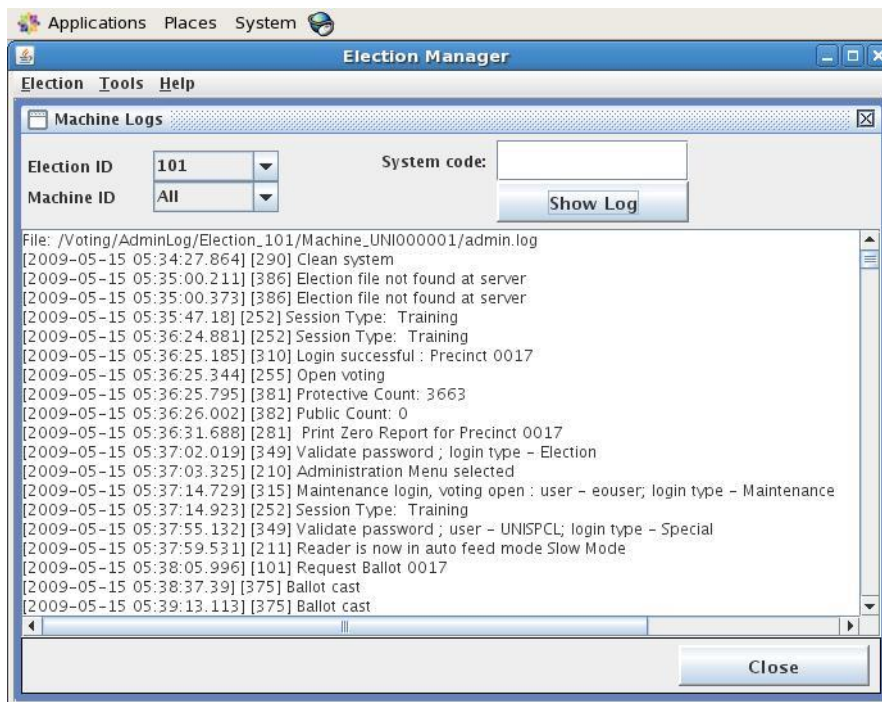 Applications Places System
Election Manager
Election Tools Help
Machine Logs
Election ID 101 System code:
Machine ID All Show Log
File: /Voting/AdminLog/Election_101/Machine_UNI000001/admin.log
[2009-05-15 05:34:27.864] [290] Clean system
[2009-05-15 05:35:00.211] [386] Election file not found at server
[2009-05-15 05:35:00.373] [386] Election file not found at server
[2009-05-15 05:35:47.18] [252] Session Type:  Training
[2009-05-15 05:36:24.881] [252] Session Type:  Training
[2009-05-15 05:36:25.185] [310] Login successful : Precinct 0017
[2009-05-15 05:36:25.344] [255] Open voting
[2009-05-15 05:36:25.795] [381] Protective Count: 3663
[2009-05-15 05:36:26.002] [382] Public Count: 0
[2009-05-15 05:36:31.688] [281]  Print Zero Report for Precinct 0017
[2009-05-15 05:37:02.019] [349] Validate password ; login type - Election
[2009-05-15 05:37:03.325] [210] Administration Menu selected
[2009-05-15 05:37:14.729] [315] Maintenance login, voting open : user - eouser; login type - Maintenance
[2009-05-15 05:37:14.923] [252] Session Type:  Training
[2009-05-15 05:37:55.132] [349] Validate password ; user - UNISPCL; login type - Special
[2009-05-15 05:37:59.531] [211] Reader is now in auto feed mode Slow Mode
[2009-05-15 05:38:05.996] [101] Request Ballot 0017
[2009-05-15 05:38:37.39] [375] Ballot cast
[2009-05-15 05:39:13.113] [375] Ballot cast
Close